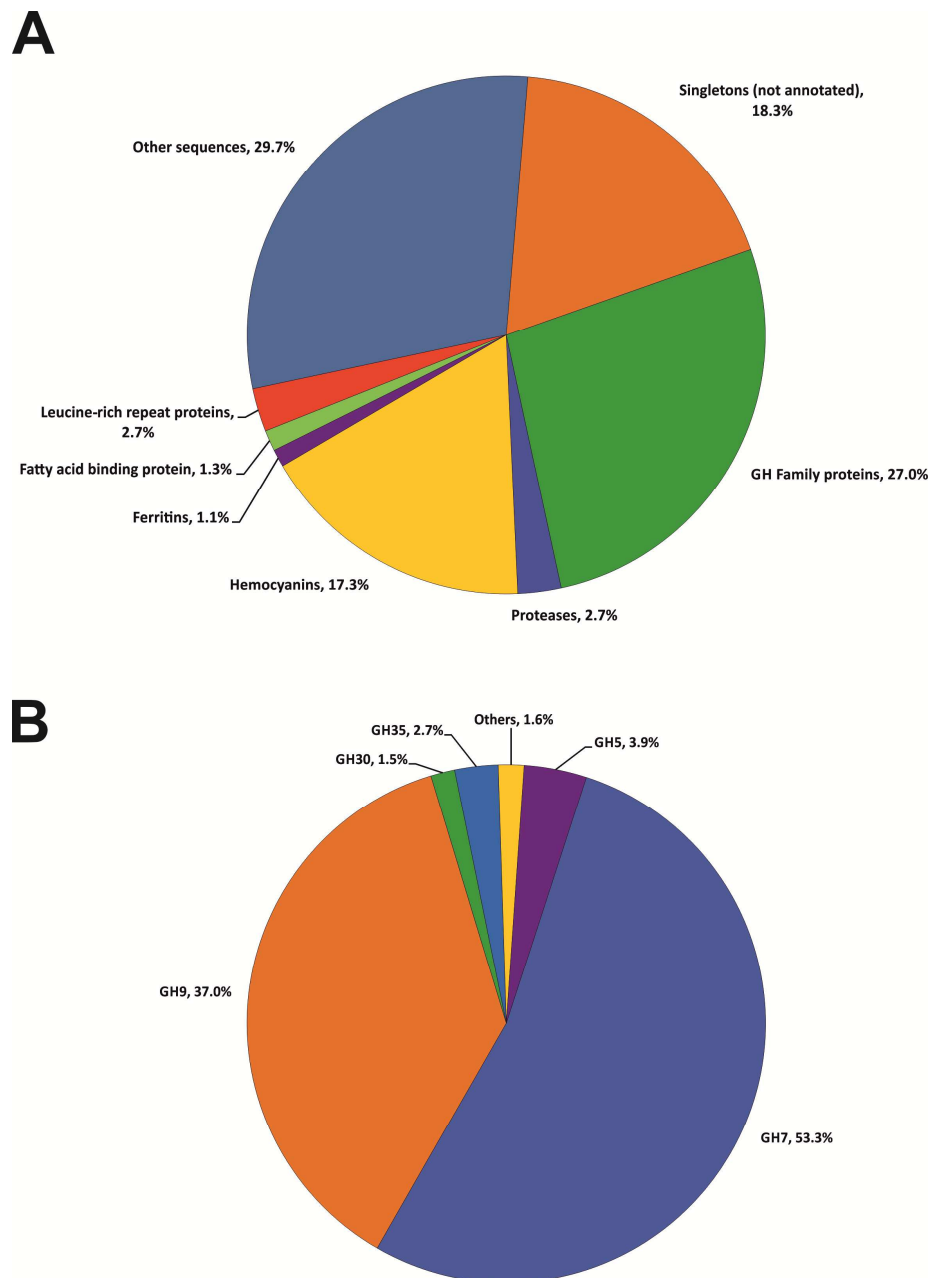 A
Singletons (not annotated),
18.3%
Other sequences, 29.7%
Leucine-rich repeat proteins,
2.7%
Fatty acid binding protein, 1.3%
GH Family proteins, 27.0%
Ferritins, 1.1%
Hemocyanins, 17.3%
Proteases, 2.7%
B
Others, 1.6%
GH35, 2.7%
GH5, 3.9%
GH30, 1.5%
GH9, 37.0%
GH7, 53.3%